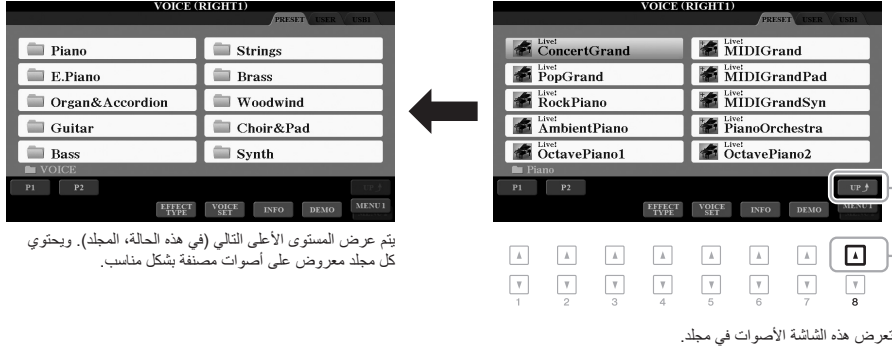 VOICE (RIGHT1)
PRESET USER USB1
Piano Strings
E.Piano Brass
Organ&Accordion Woodwind
Guitar Choir&Pad
Bass Synth
VOICE
P1 P2 UP
EFFECT TYPE VOICE SET INFO DEMO MENU1
يتم عرض المستوى الأعلى التالي (في هذه الحالة، المجلد). ويحتوي
كل مجلد معروض على أصوات مصنفة بشكل مناسب.
VOICE (RIGHT1)
PRESET USER USB1
Live! ConcertGrand Live! MIDIGrand
Live! PopGrand Live! MIDIGrandPad
Live! RockPiano Live! MIDIGrandSyn
Live! AmbientPiano Live! PianoOrchestra
Live! OctavePiano1 Live! OctavePiano2
Piano
P1 P2 UP
EFFECT TYPE VOICE SET INFO DEMO MENU1
1 2 3 4 5 6 7 8
تعرض هذه الشاشة الأصوات في مجلد.